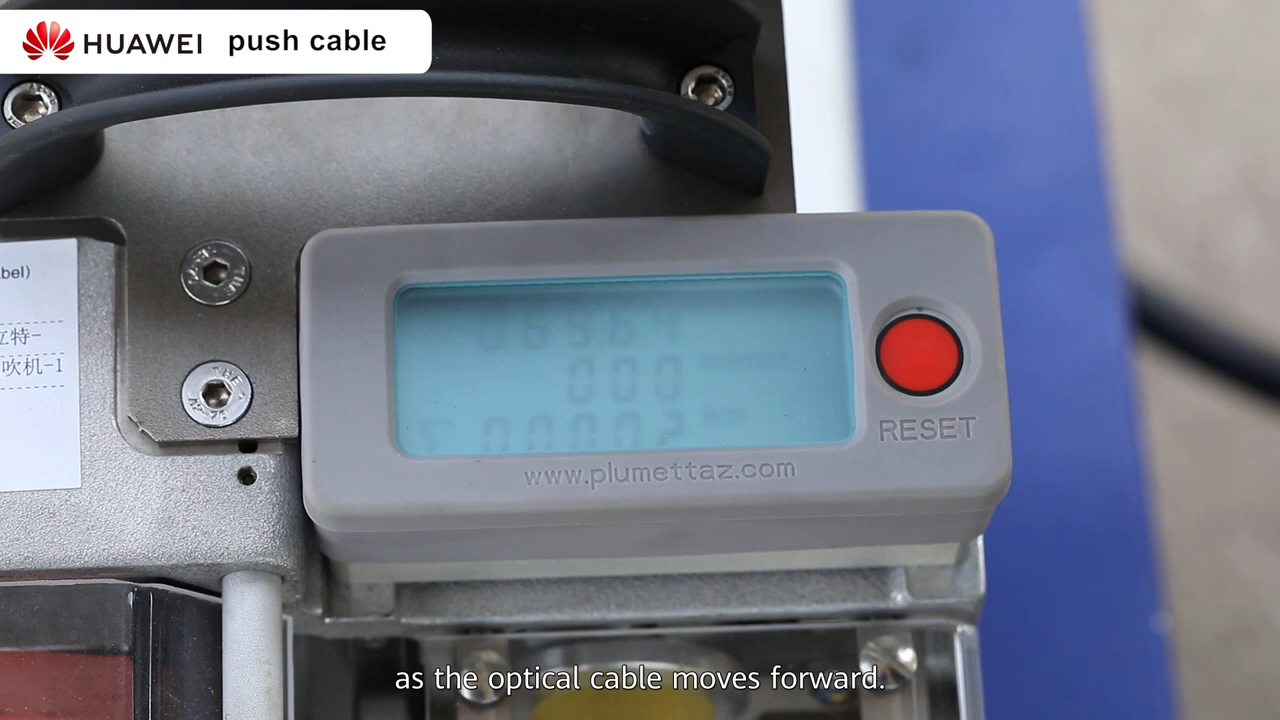 HUAWEI push cable
abel)
立特-
吹机-1
000
www.plumettaz.com
RESET
as the optical cable moves forward.